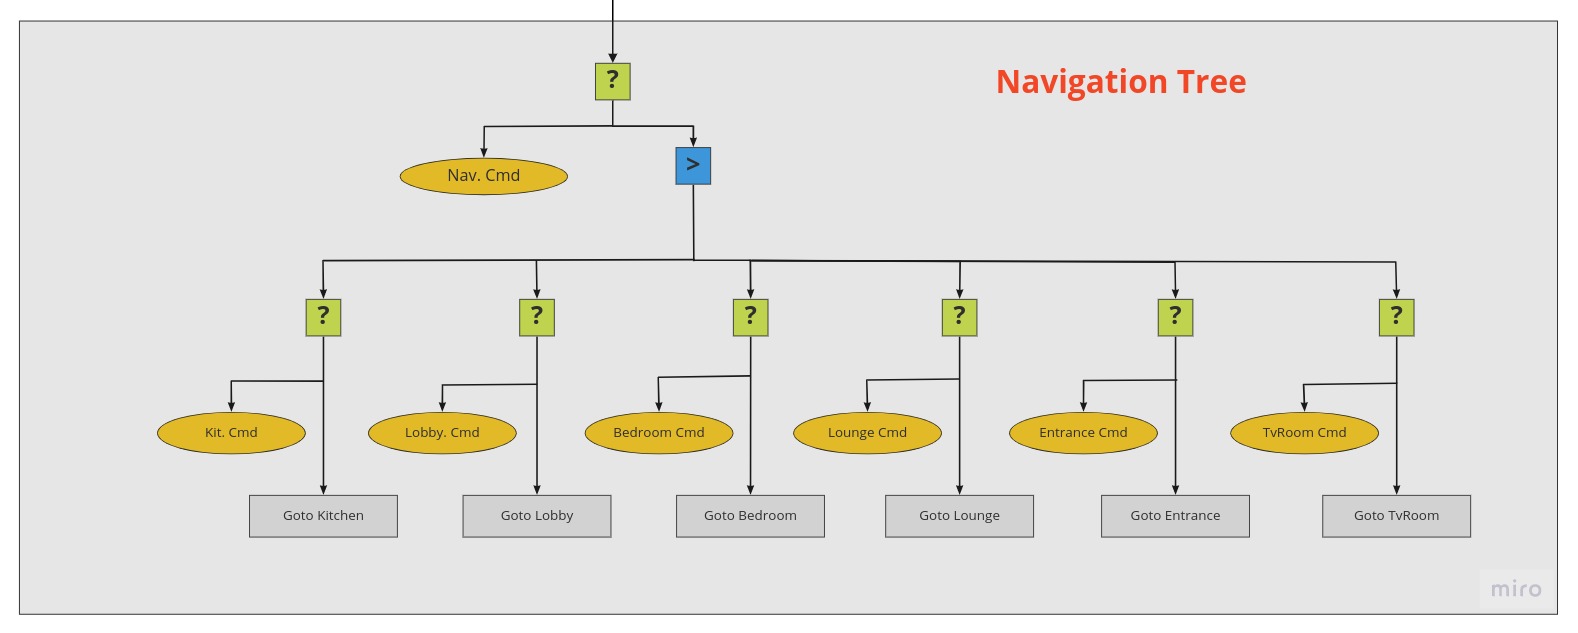 ?
Navigation Tree
Nav. Cmd
>
?
?
?
?
?
?
Kit. Cmd
Lobby. Cmd
Bedroom Cmd
Lounge Cmd
Entrance Cmd
TvRoom Cmd
Goto Kitchen
Goto Lobby
Goto Bedroom
Goto Lounge
Goto Entrance
Goto TvRoom
miro